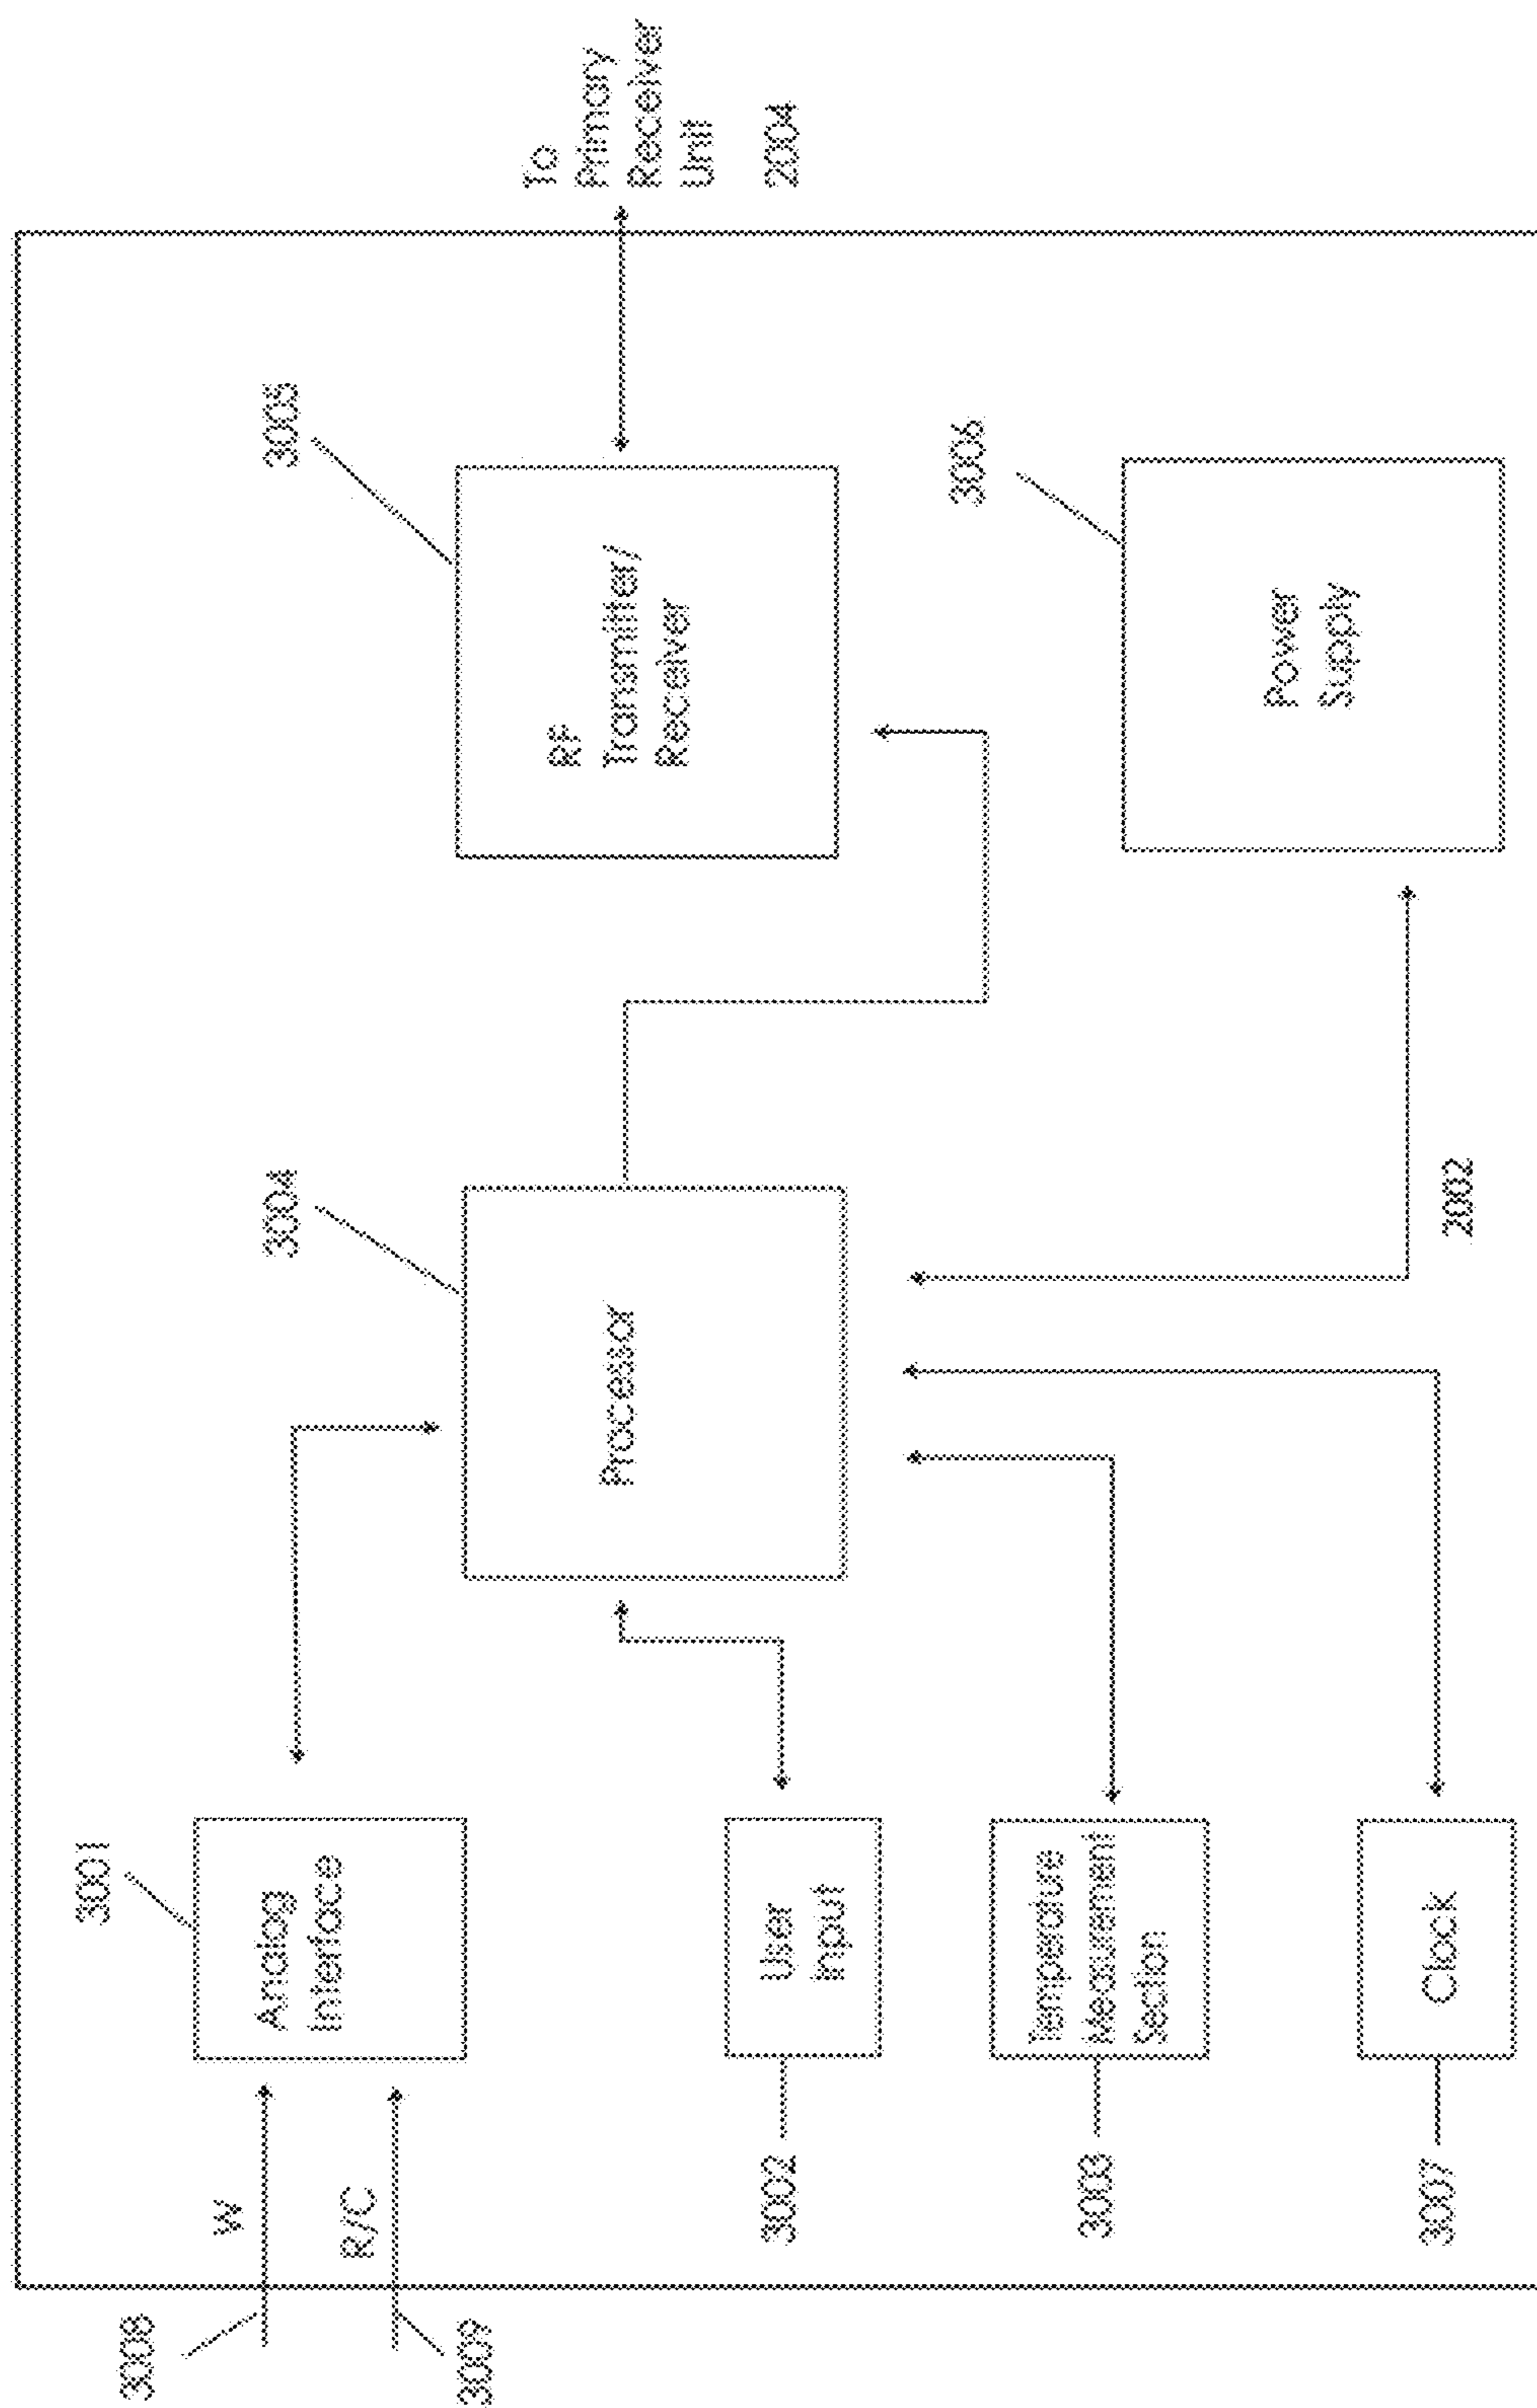 3008
W
R/C
3009
3001
Analog
Interface
3002
User
Input
3003
Temperature
Measurement
Section
3007
Clock
3004
Processor
2002
3005
RF
Transmitter/
Receiver
3006
Power
Supply
To
Primary
Receiver
Unit
2004